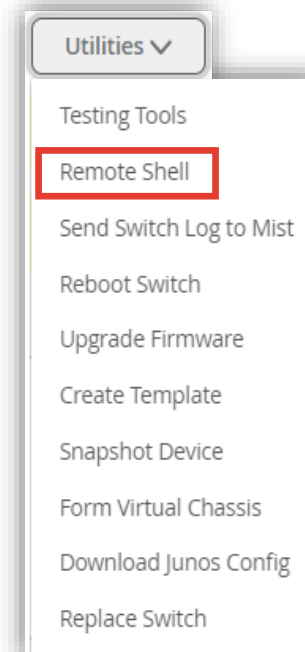 Utilities
Testing Tools
Remote Shell
Send Switch Log to Mist
Reboot Switch
Upgrade Firmware
Create Template
Snapshot Device
Form Virtual Chassis
Download Junos Config
Replace Switch